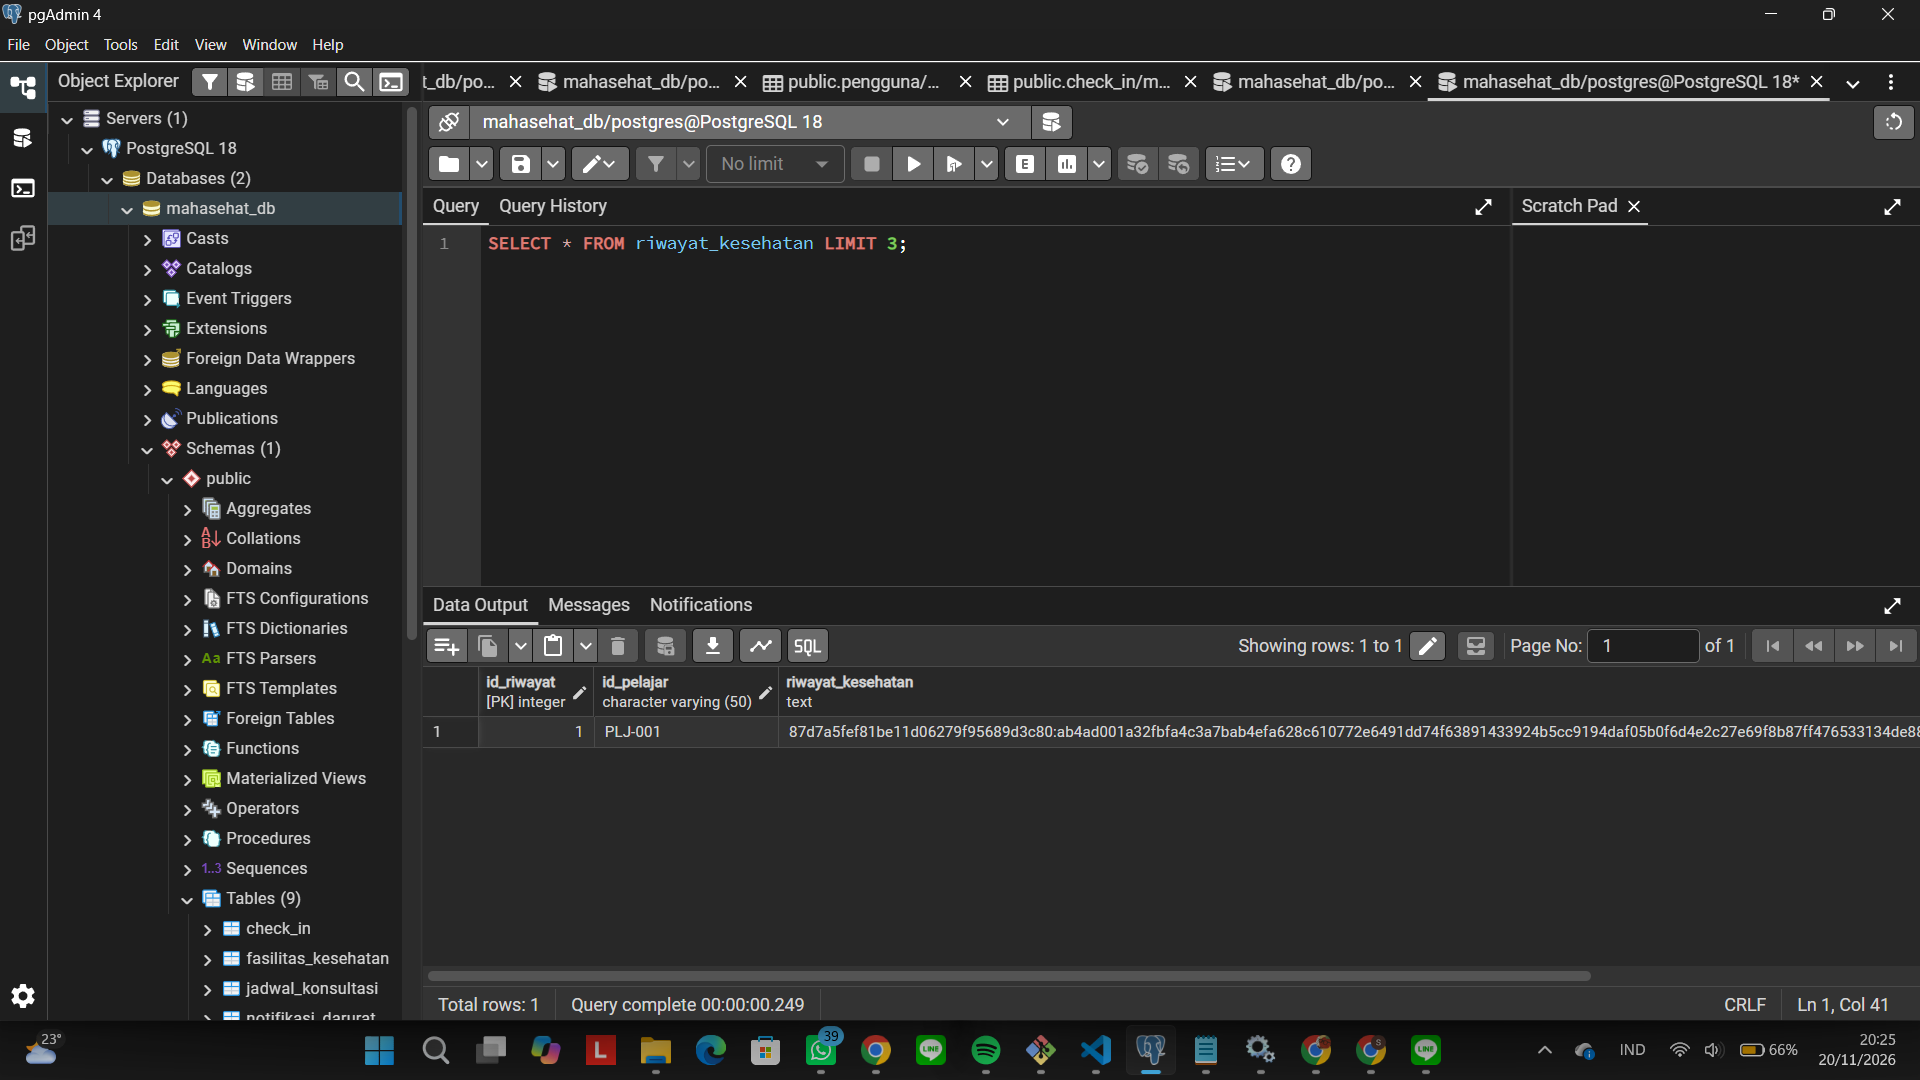 pgAdmin 4
File Object Tools Edit View Window Help
Object Explorer
t_db/po...
mahasehat_db/po...
public.pengguna/...
public.check_in/m...
mahasehat_db/po...
mahasehat_db/postgres@PostgreSQL 18*
mahasehat_db/postgres@PostgreSQL 18
No limit
E
Query Query History
Scratch Pad
1 SELECT * FROM riwayat_kesehatan LIMIT 3;
Servers (1)
PostgreSQL 18
Databases (2)
mahasehat_db
Casts
Catalogs
Event Triggers
Extensions
Foreign Data Wrappers
Languages
Publications
Schemas (1)
public
Aggregates
Collations
Domains
FTS Configurations
FTS Dictionaries
Aa FTS Parsers
FTS Templates
Foreign Tables
Functions
Materialized Views
Operators
Procedures
1..3 Sequences
Tables (9)
check_in
fasilitas_kesehatan
jadwal_konsultasi
notifikasi_darurat
Data Output Messages Notifications
SQL
Showing rows: 1 to 1
Page No: 1 of 1
id_riwayat
[PK] integer
id_pelajar
character varying (50)
riwayat_kesehatan
text
1 1 PLJ-001 87d7a5fef81be11d06279f95689d3c80:ab4ad001a32fbfa4c3a7bab4efa628c610772e6491dd74f63891433924b5cc9194daf05b0f6d4e2c27e69f8b87ff476533134de88
Total rows: 1 Query complete 00:00:00.249
CRLF Ln 1, Col 41
23°
L
39
LINE
S
LINE
IND
66%
20:25
20/11/2026